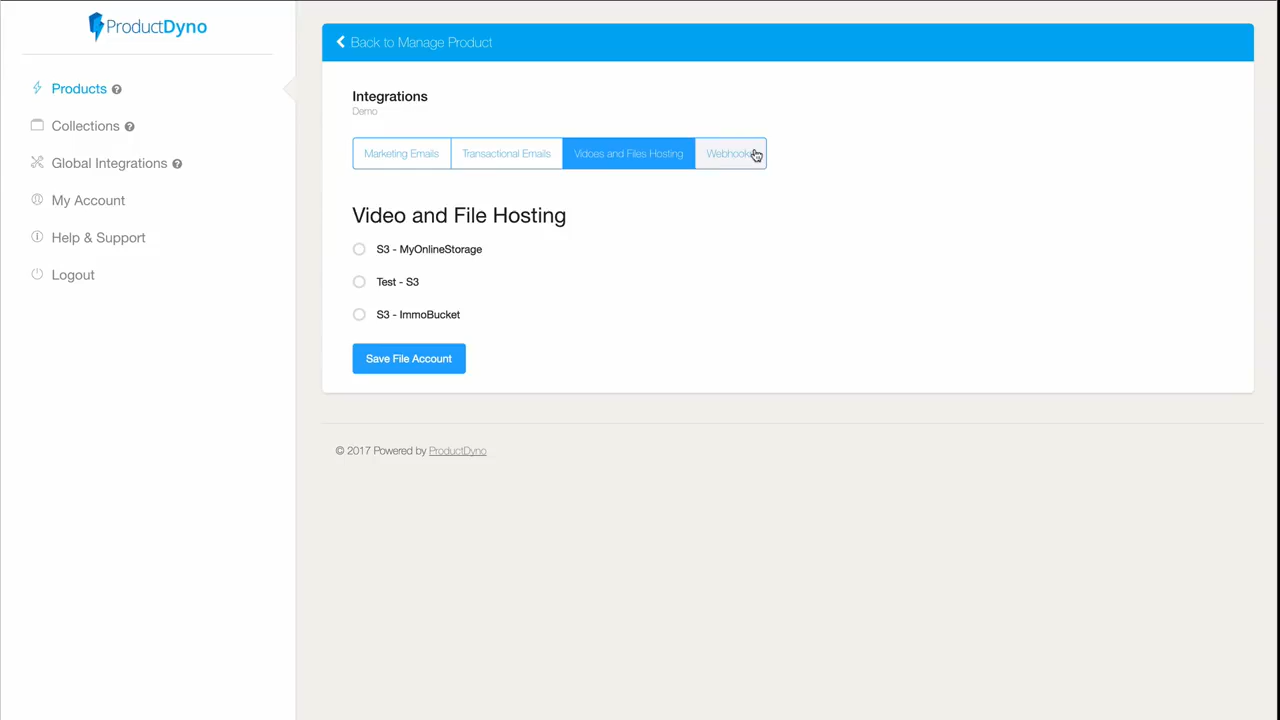 ProductDyno
Products
Collections
Global Integrations
My Account
Help & Support
Logout
Back to Manage Product
Integrations
Demo
Marketing Emails
Transactional Emails
Vidoes and Files Hosting
Webhook
Video and File Hosting
S3 - MyOnlineStorage
Test - S3
S3 - ImmoBucket
Save File Account
© 2017 Powered by ProductDyno